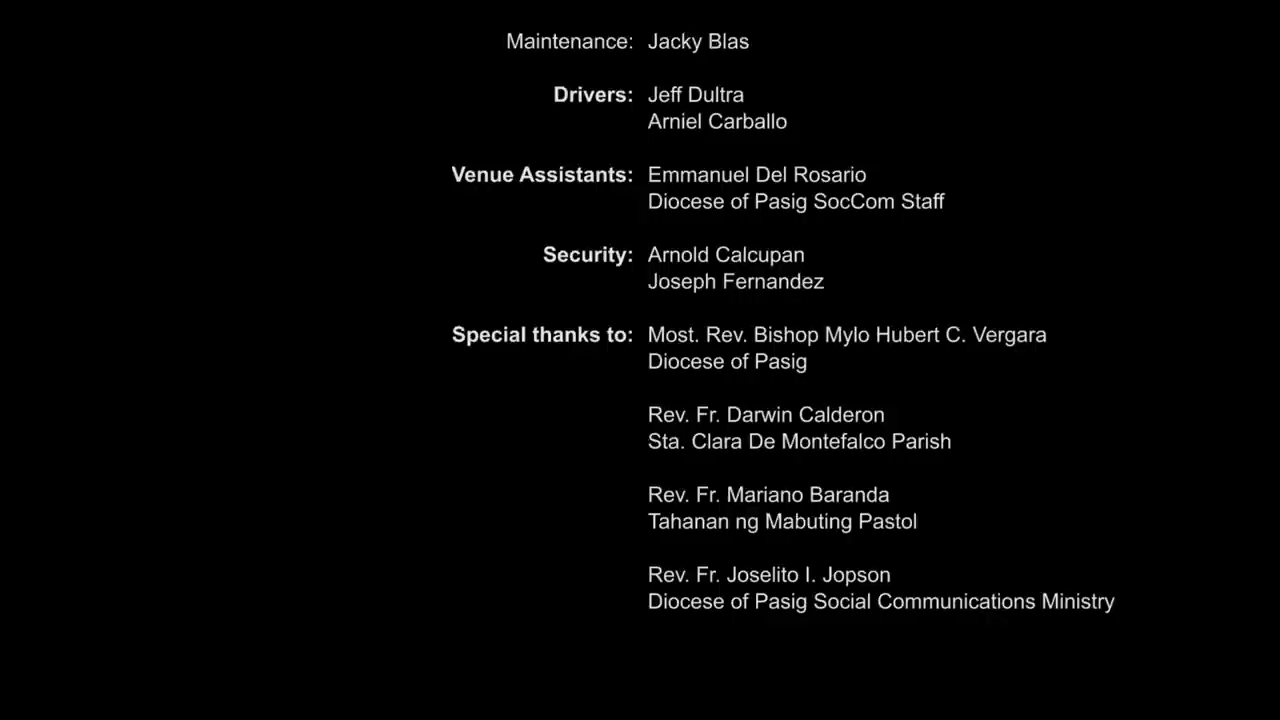 Maintenance: Jacky Blas
Drivers: Jeff Dultra
Arniel Carballo
Venue Assistants: Emmanuel Del Rosario
Diocese of Pasig SocCom Staff
Security: Arnold Calcupan
Joseph Fernandez
Special thanks to: Most. Rev. Bishop Mylo Hubert C. Vergara
Diocese of Pasig
Rev. Fr. Darwin Calderon
Sta. Clara De Montefalco Parish
Rev. Fr. Mariano Baranda
Tahanan ng Mabuting Pastol
Rev. Fr. Joselito I. Jopson
Diocese of Pasig Social Communications Ministry